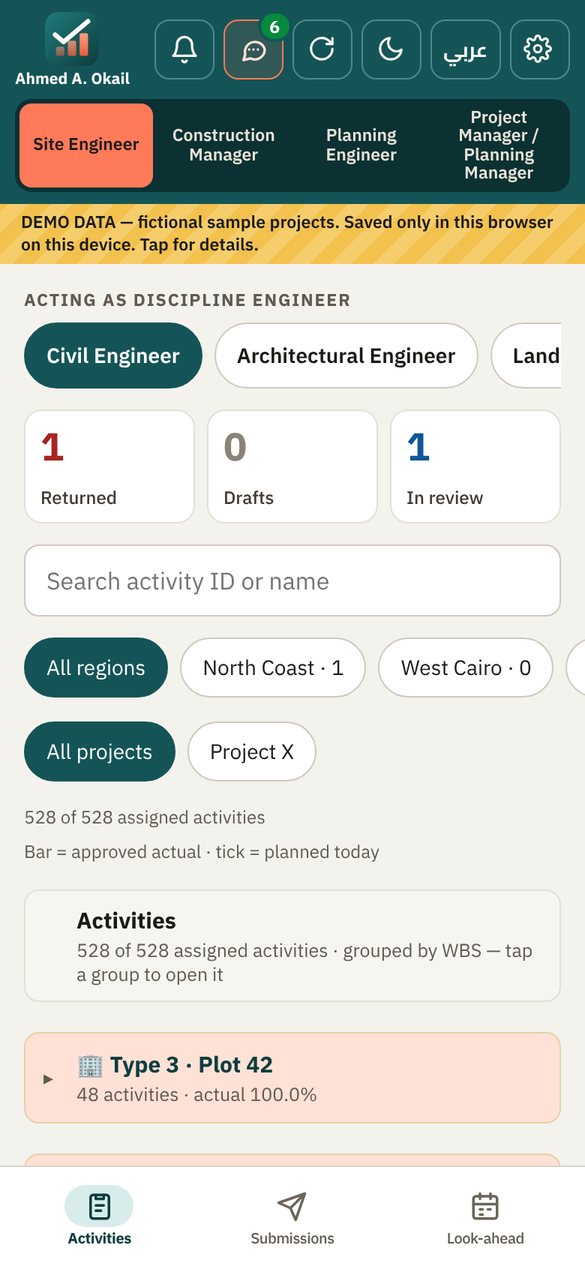 6
عربي
Ahmed A. Okail
Site Engineer
Construction
Manager
Planning
Engineer
Project
Manager /
Planning
Manager
DEMO DATA — fictional sample projects. Saved only in this browser
on this device. Tap for details.
ACTING AS DISCIPLINE ENGINEER
Civil Engineer
Architectural Engineer
Land
1
Returned
0
Drafts
1
In review
Search activity ID or name
All regions
North Coast · 1
West Cairo · 0
All projects
Project X
528 of 528 assigned activities
Bar = approved actual · tick = planned today
Activities
528 of 528 assigned activities · grouped by WBS — tap
a group to open it
▸ 🏢 Type 3 · Plot 42
48 activities · actual 100.0%
Activities
Submissions
Look-ahead